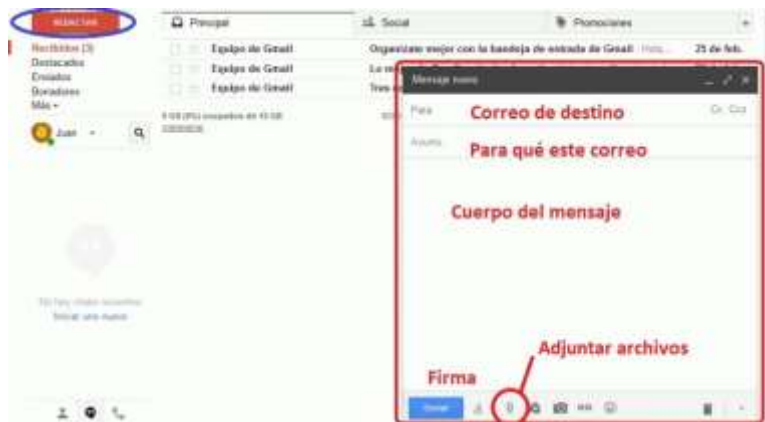 REDACTAR
Principal
Social
Promociones
Recibidos (3)
Destacados
Enviados
Borradores
Más
Equipo de Gmail
Organízate mejor con la bandeja de entrada de Gmail
25 de feb.
Equipo de Gmail
Equipo de Gmail
Tres
Juan
Mensaje nuevo
Para
Correo de destino
Asunto
Para qué este correo
Cuerpo del mensaje
Adjuntar archivos
Firma
Enviar